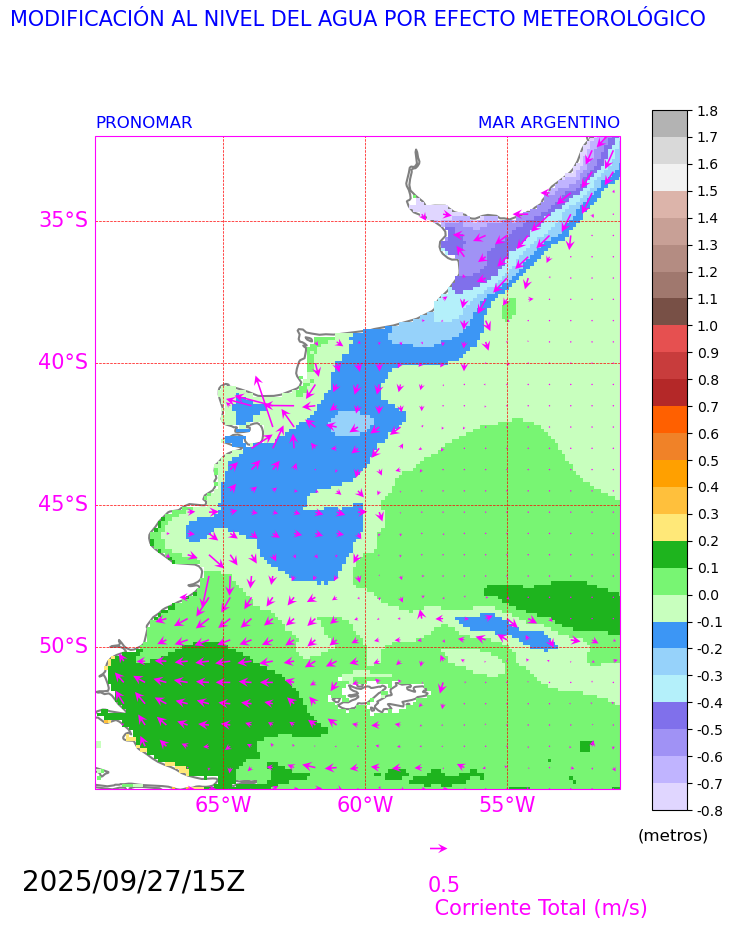 MODIFICACIÓN AL NIVEL DEL AGUA POR EFECTO METEOROLÓGICO
PRONOMAR
MAR ARGENTINO
1.8
1.7
1.6
1.5
1.4
1.3
1.2
1.1
1.0
0.9
0.8
0.7
0.6
0.5
0.4
0.3
0.2
0.1
0.0
-0.1
-0.2
-0.3
-0.4
-0.5
-0.6
-0.7
-0.8
(metros)
35°S
40°S
45°S
50°S
65°W 60°W 55°W
2025/09/27/15Z
0.5
Corriente Total (m/s)